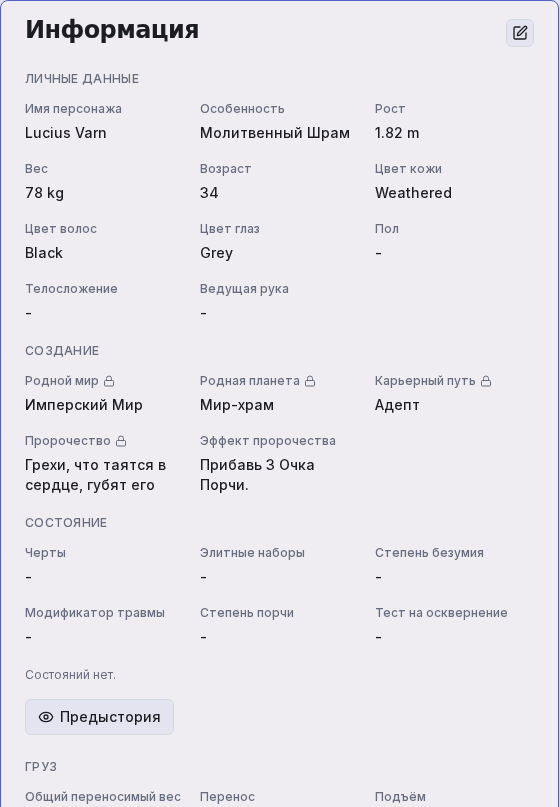 Информация
ЛИЧНЫЕ ДАННЫЕ
Имя персонажа Особенность Рост
Lucius Varn Молитвенный Шрам 1.82 m
Вес Возраст Цвет кожи
78 kg 34 Weathered
Цвет волос Цвет глаз Пол
Black Grey -
Телосложение Ведущая рука
- -
СОЗДАНИЕ
Родной мир Родная планета Карьерный путь
Имперский Мир Мир-храм Адепт
Пророчество Эффект пророчества
Грехи, что таятся в Прибавь 3 Очка
сердце, губят его Порчи.
СОСТОЯНИЕ
Черты Элитные наборы Степень безумия
- - -
Модификатор травмы Степень порчи Тест на осквернение
- - -
Состояний нет.
Предыстория
ГРУЗ
Общий переносимый вес Перенос Подъём